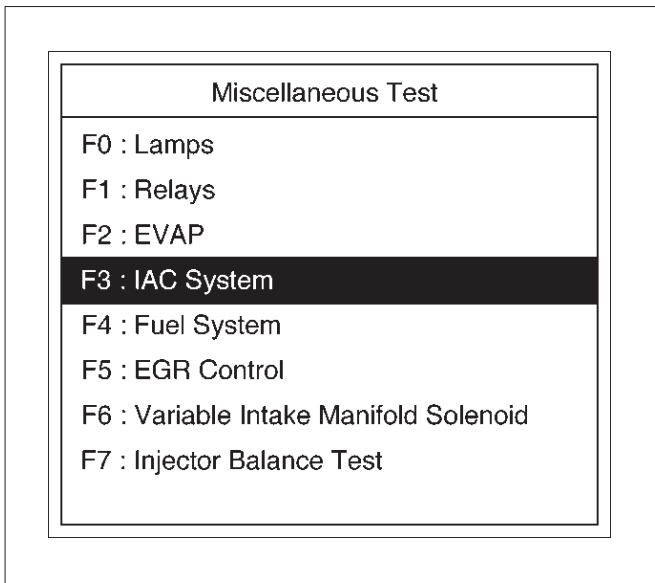 Miscellaneous Test
F0 : Lamps
F1 : Relays
F2 : EVAP
F3 : IAC System
F4 : Fuel System
F5 : EGR Control
F6 : Variable Intake Manifold Solenoid
F7 : Injector Balance Test